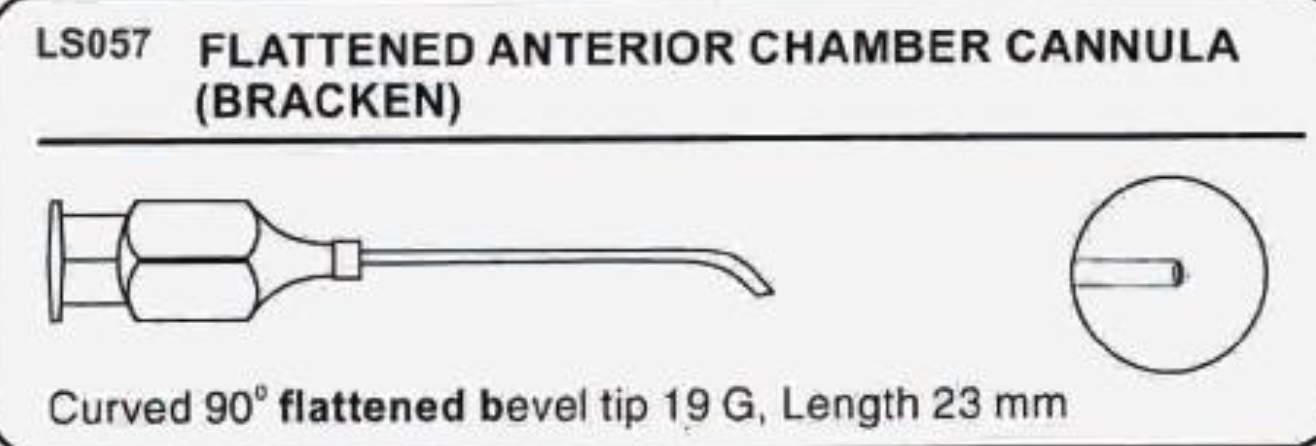 LS057 FLATTENED ANTERIOR CHAMBER CANNULA
(BRACKEN)
Curved 90° flattened bevel tip 19 G, Length 23 mm